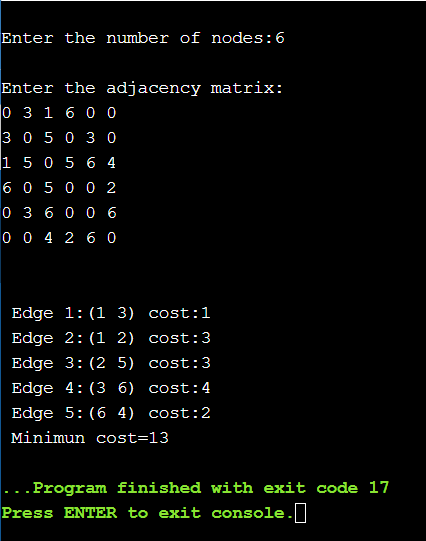 Enter the number of nodes:6
Enter the adjacency matrix:
0 3 1 6 0 0
3 0 5 0 3 0
1 5 0 5 6 4
6 0 5 0 0 2
0 3 6 0 0 6
0 0 4 2 6 0
Edge 1:(1 3) cost:1
Edge 2:(1 2) cost:3
Edge 3:(2 5) cost:3
Edge 4:(3 6) cost:4
Edge 5:(6 4) cost:2
Minimun cost=13
...Program finished with exit code 17
Press ENTER to exit console.